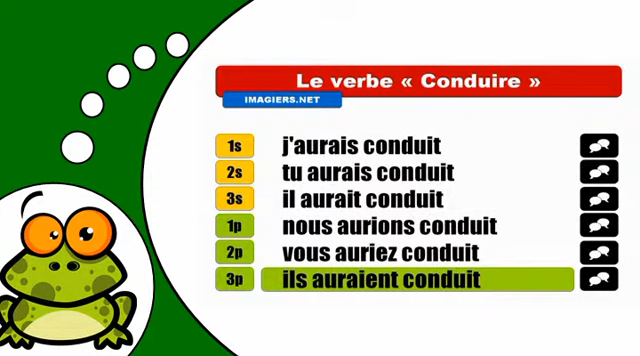 Le verbe « Conduire »
IMAGIERS.NET
1s j'aurais conduit
2s tu aurais conduit
3s il aurait conduit
1p nous aurions conduit
2p vous auriez conduit
3p ils auraient conduit